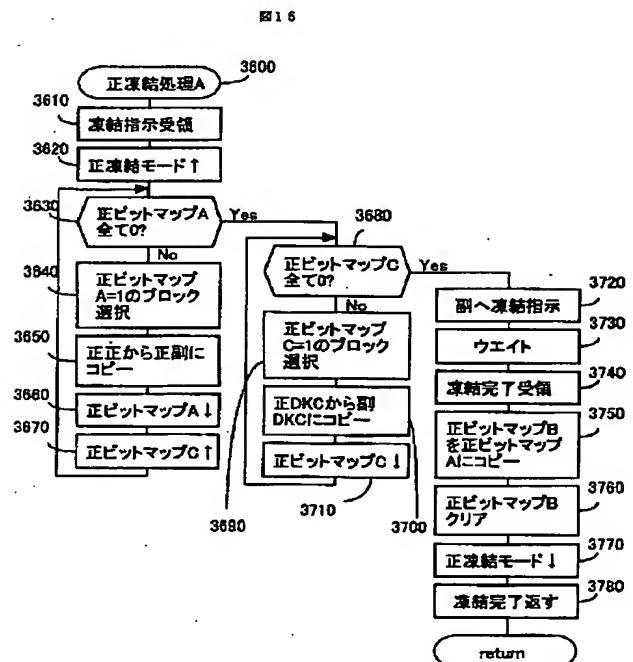 図16
正凍結処理A
3600
3610
凍結指示受領
3620
正凍結モード↑
3630
正ビットマップA
全て0?
Yes
No
3640
正ビットマップ
A=1のブロック
選択
3650
正正から正副に
コピー
3660
正ビットマップA↓
3670
正ビットマップC↑
3680
正ビットマップC
全て0?
Yes
No
正ビットマップ
C=1のブロック
選択
3690
正DKCから副
DKCにコピー
3700
正ビットマップC↓
3710
副へ凍結指示
3720
ウエイト
3730
凍結完了受領
3740
正ビットマップB
を正ビットマップ
Aにコピー
3750
正ビットマップB
クリア
3760
正凍結モード↓
3770
凍結完了返す
3780
return